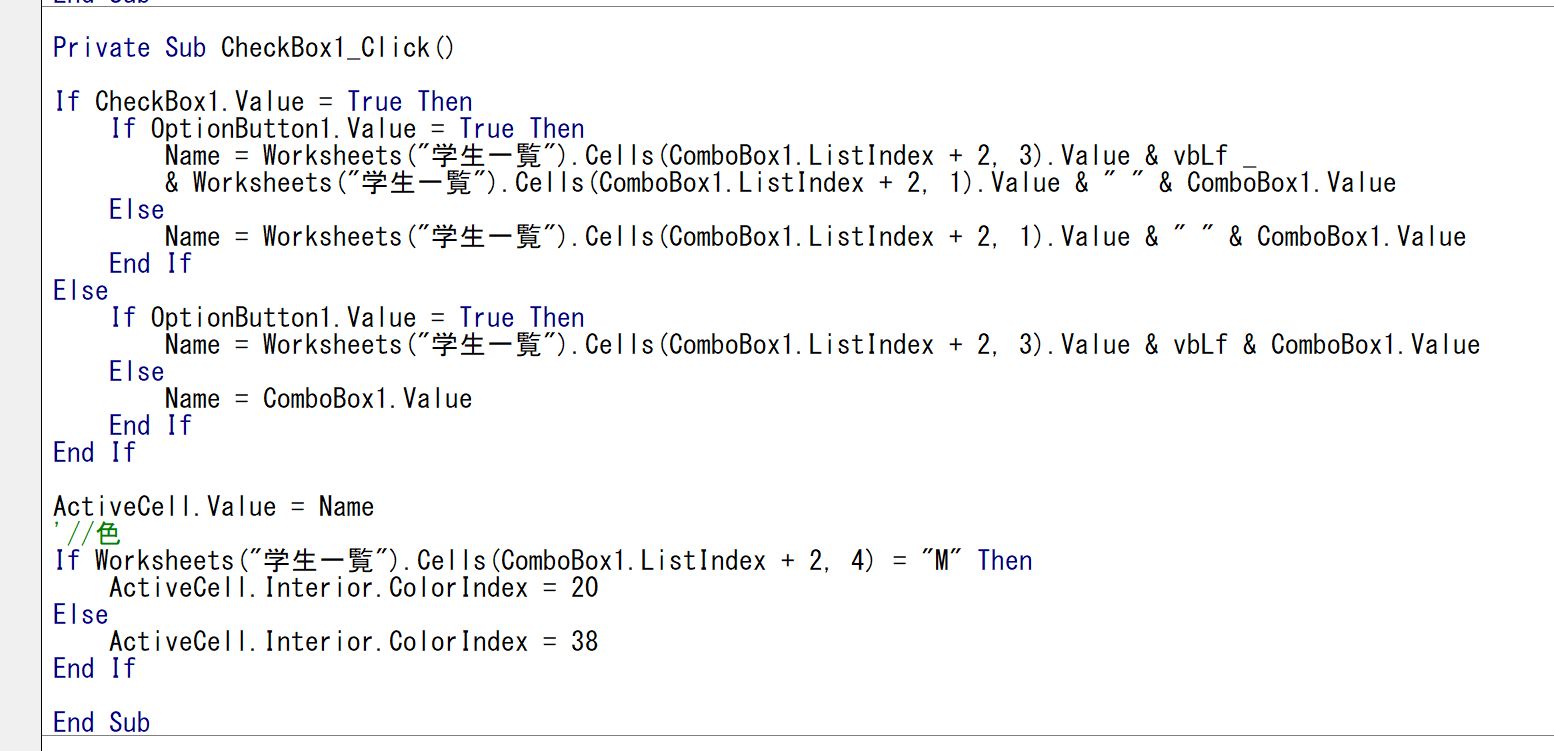 End Sub
Private Sub CheckBox1_Click()
If CheckBox1.Value = True Then
If OptionButton1.Value = True Then
Name = Worksheets("学生一覧").Cells(ComboBox1.ListIndex + 2, 3).Value & vbLf _
& Worksheets("学生一覧").Cells(ComboBox1.ListIndex + 2, 1).Value & " " & ComboBox1.Value
Else
Name = Worksheets("学生一覧").Cells(ComboBox1.ListIndex + 2, 1).Value & " " & ComboBox1.Value
End If
Else
If OptionButton1.Value = True Then
Name = Worksheets("学生一覧").Cells(ComboBox1.ListIndex + 2, 3).Value & vbLf & ComboBox1.Value
Else
Name = ComboBox1.Value
End If
End If
ActiveCell.Value = Name
'//色
If Worksheets("学生一覧").Cells(ComboBox1.ListIndex + 2, 4) = "M" Then
ActiveCell.Interior.ColorIndex = 20
Else
ActiveCell.Interior.ColorIndex = 38
End If
End Sub